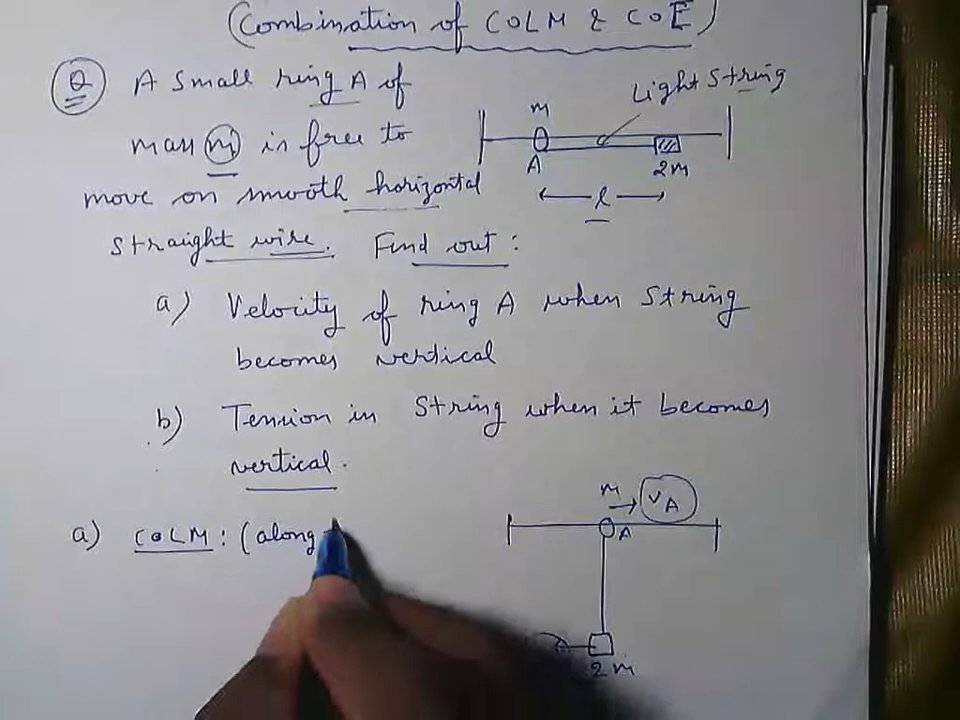 (Combination of COLM & COE)
Q A small ring A of
mass m is free to
move on smooth horizontal
straight wire. Find out:
Light String
m
A
2m
l
a) Velocity of ring A when string
becomes vertical
b) Tension in string when it becomes
vertical.
a) COLM: (along
m
vA
A
2m